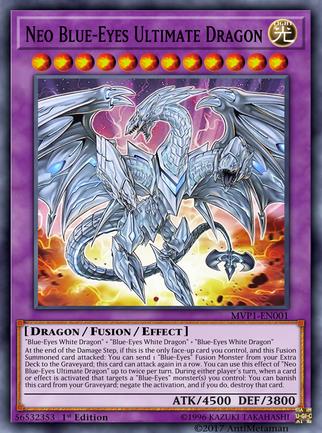 NEO BLUE-EYES ULTIMATE DRAGON
LIGHT
光
MVP1-EN001
[DRAGON / FUSION / EFFECT]
"Blue-Eyes White Dragon" + "Blue-Eyes White Dragon" + "Blue-Eyes White Dragon"
At the end of the Damage Step, if this is the only face-up card you control, and this Fusion
Summoned card attacked: You can send 1 "Blue-Eyes" Fusion Monster from your Extra
Deck to the Graveyard; this card can attack again in a row. You can use this effect of "Neo
Blue-Eyes Ultimate Dragon" up to twice per turn. During either player's turn, when a card
or effect is activated that targets a "Blue-Eyes" monster(s) you control: You can banish
this card from your Graveyard; negate the activation, and if you do, destroy that card.
ATK/4500 DEF/3800
56532353 1st Edition ©1996 KAZUKI TAKAHASHI
©2017 AntiMetaman